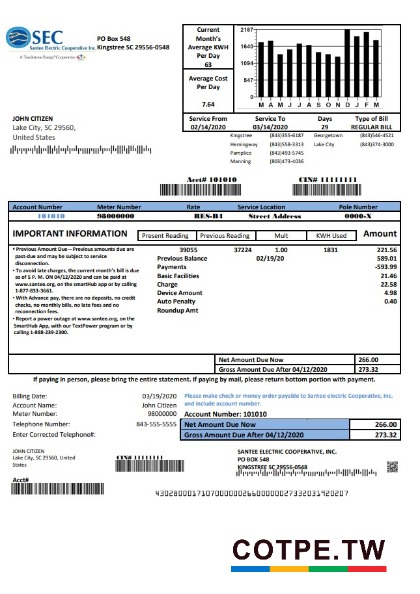 SEC
Santee Electric Cooperative Inc.
A Touchstone Energy® Cooperative
PO Box 548
Kingstree SC 29556-0548
Current
Month's
Average KWH
Per Day
63
Average Cost
Per Day
7.64
2187
1640
1094
547
0
M A M J J A S O N D J F M
JOHN CITIZEN
Lake City, SC 29560,
United States
Service From Service To Days Type of Bill
02/14/2020 03/14/2020 29 REGULAR BILL
Kingstree (843)355-6187 Georgetown (843)546-4521
Hemingway (843)558-3313 Lake City (843)374-3000
Pamplico (843)493-5745
Manning (803)473-4036
Acct# 101010 CIN# 11111111
Account Number Meter Number Rate Service Location Pole Number
101010 98000000 RES-B1 Street Address 0000-X
IMPORTANT INFORMATION Present Reading Previous Reading Mult KWH Used Amount
• Previous Amount Due—Previous amounts due are
past-due and may be subject to service
disconnection.
• To avoid late charges, the current month's bill is due
as of 5 P. M. ON 04/12/2020 and can be paid at
www.santee.org, on the smartHub app or by calling
1-877-853-3661.
• With Advance pay, there are no deposits, no credit
checks, no monthly bills, no late fees and no
reconnection fees.
• Report a power outage at www.santee.org, on the
SmartHub App, with our TextPower program or by
calling 1-888-239-2300.
39055 37224 1.00 1831 221.56
Previous Balance 02/19/20 589.01
Payments -593.99
Basic Facilities 21.46
Charge 22.58
Device Amount 4.98
Auto Penalty 0.40
Roundup Amt
Net Amount Due Now 266.00
Gross Amount Due After 04/12/2020 273.32
If paying in person, please bring the entire statement. If paying by mail, please return bottom portion with payment.
Billing Date: 03/19/2020
Account Name: John Citizen
Meter Number: 98000000
Telephone Number: 843-555-5555
Enter Corrected Telephone#:
Please make check or money order payable to Santee electric Cooperative, Inc.
and include account number.
Account Number: 101010
Net Amount Due Now 266.00
Gross Amount Due After 04/12/2020 273.32
JOHN CITIZEN
Lake City, SC 29560, United
States
CIN# 11111111
Acct#
SANTEE ELECTRIC COOPERATIVE, INC.
PO BOX 548
KINGSTREE SC 29556-0548
COTPE.TW